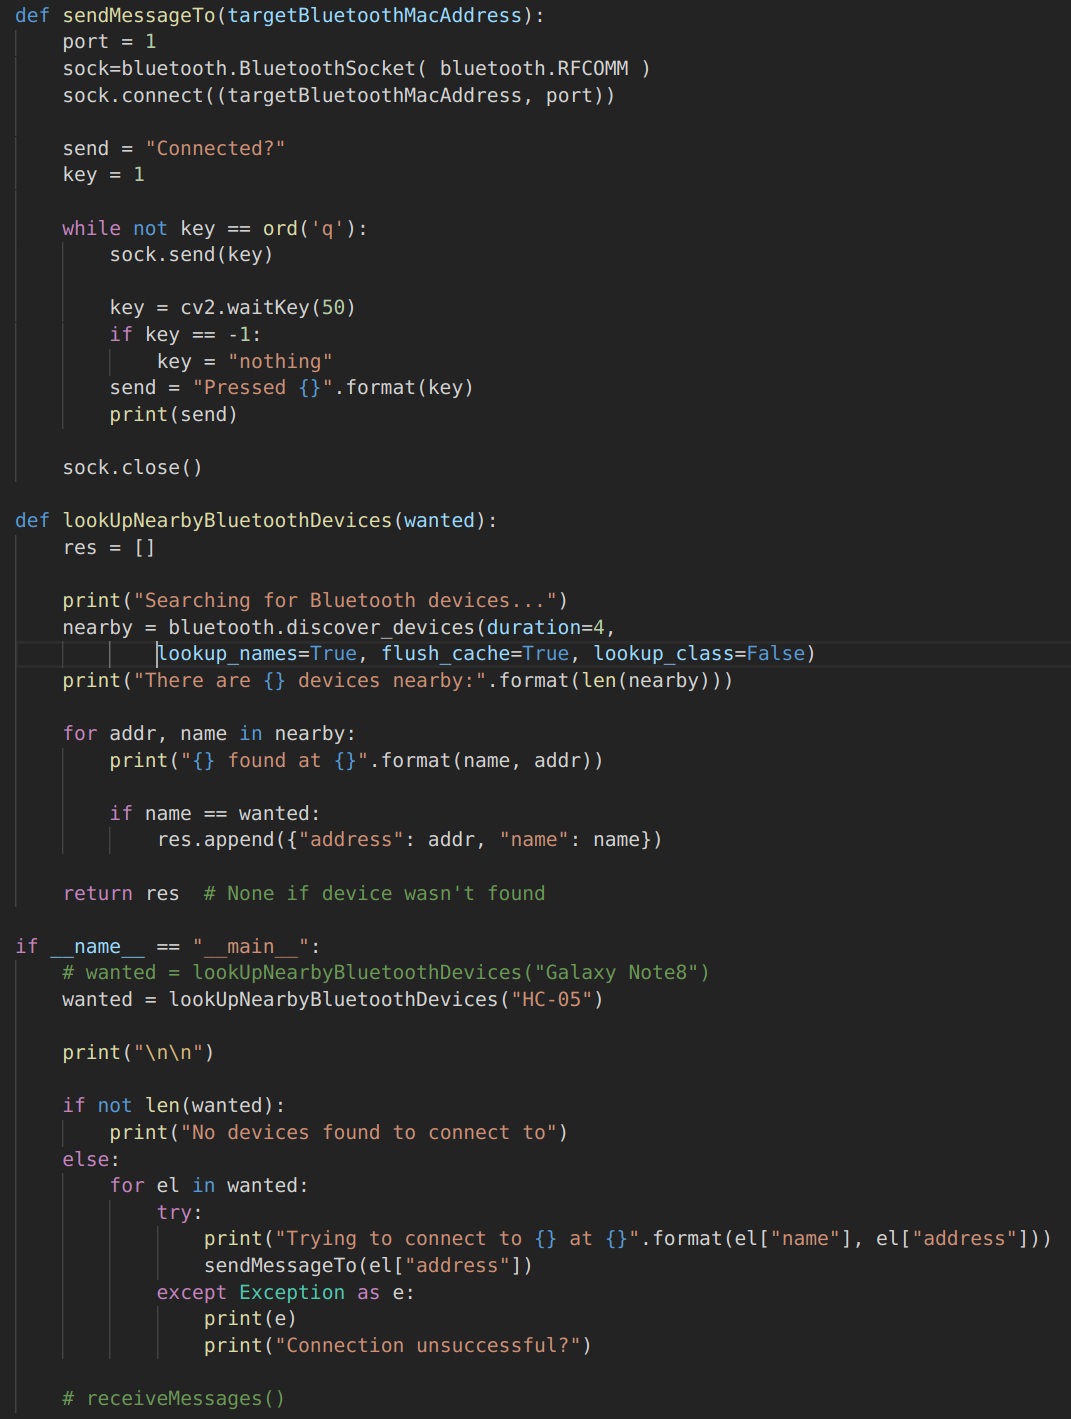 def sendMessageTo(targetBluetoothMacAddress):
    port = 1
    sock=bluetooth.BluetoothSocket( bluetooth.RFCOMM )
    sock.connect((targetBluetoothMacAddress, port))

    send = "Connected?"
    key = 1

    while not key == ord('q'):
        sock.send(key)

        key = cv2.waitKey(50)
        if key == -1:
            key = "nothing"
        send = "Pressed {}".format(key)
        print(send)

    sock.close()

def lookUpNearbyBluetoothDevices(wanted):
    res = []

    print("Searching for Bluetooth devices...")
    nearby = bluetooth.discover_devices(duration=4,
            lookup_names=True, flush_cache=True, lookup_class=False)
    print("There are {} devices nearby:".format(len(nearby)))

    for addr, name in nearby:
        print("{} found at {}".format(name, addr))

        if name == wanted:
            res.append({"address": addr, "name": name})

    return res  # None if device wasn't found

if __name__ == "__main__":
    # wanted = lookUpNearbyBluetoothDevices("Galaxy Note8")
    wanted = lookUpNearbyBluetoothDevices("HC-05")

    print("\n\n")

    if not len(wanted):
        print("No devices found to connect to")
    else:
        for el in wanted:
            try:
                print("Trying to connect to {} at {}".format(el["name"], el["address"]))
                sendMessageTo(el["address"])
            except Exception as e:
                print(e)
                print("Connection unsuccessful?")

    # receiveMessages()